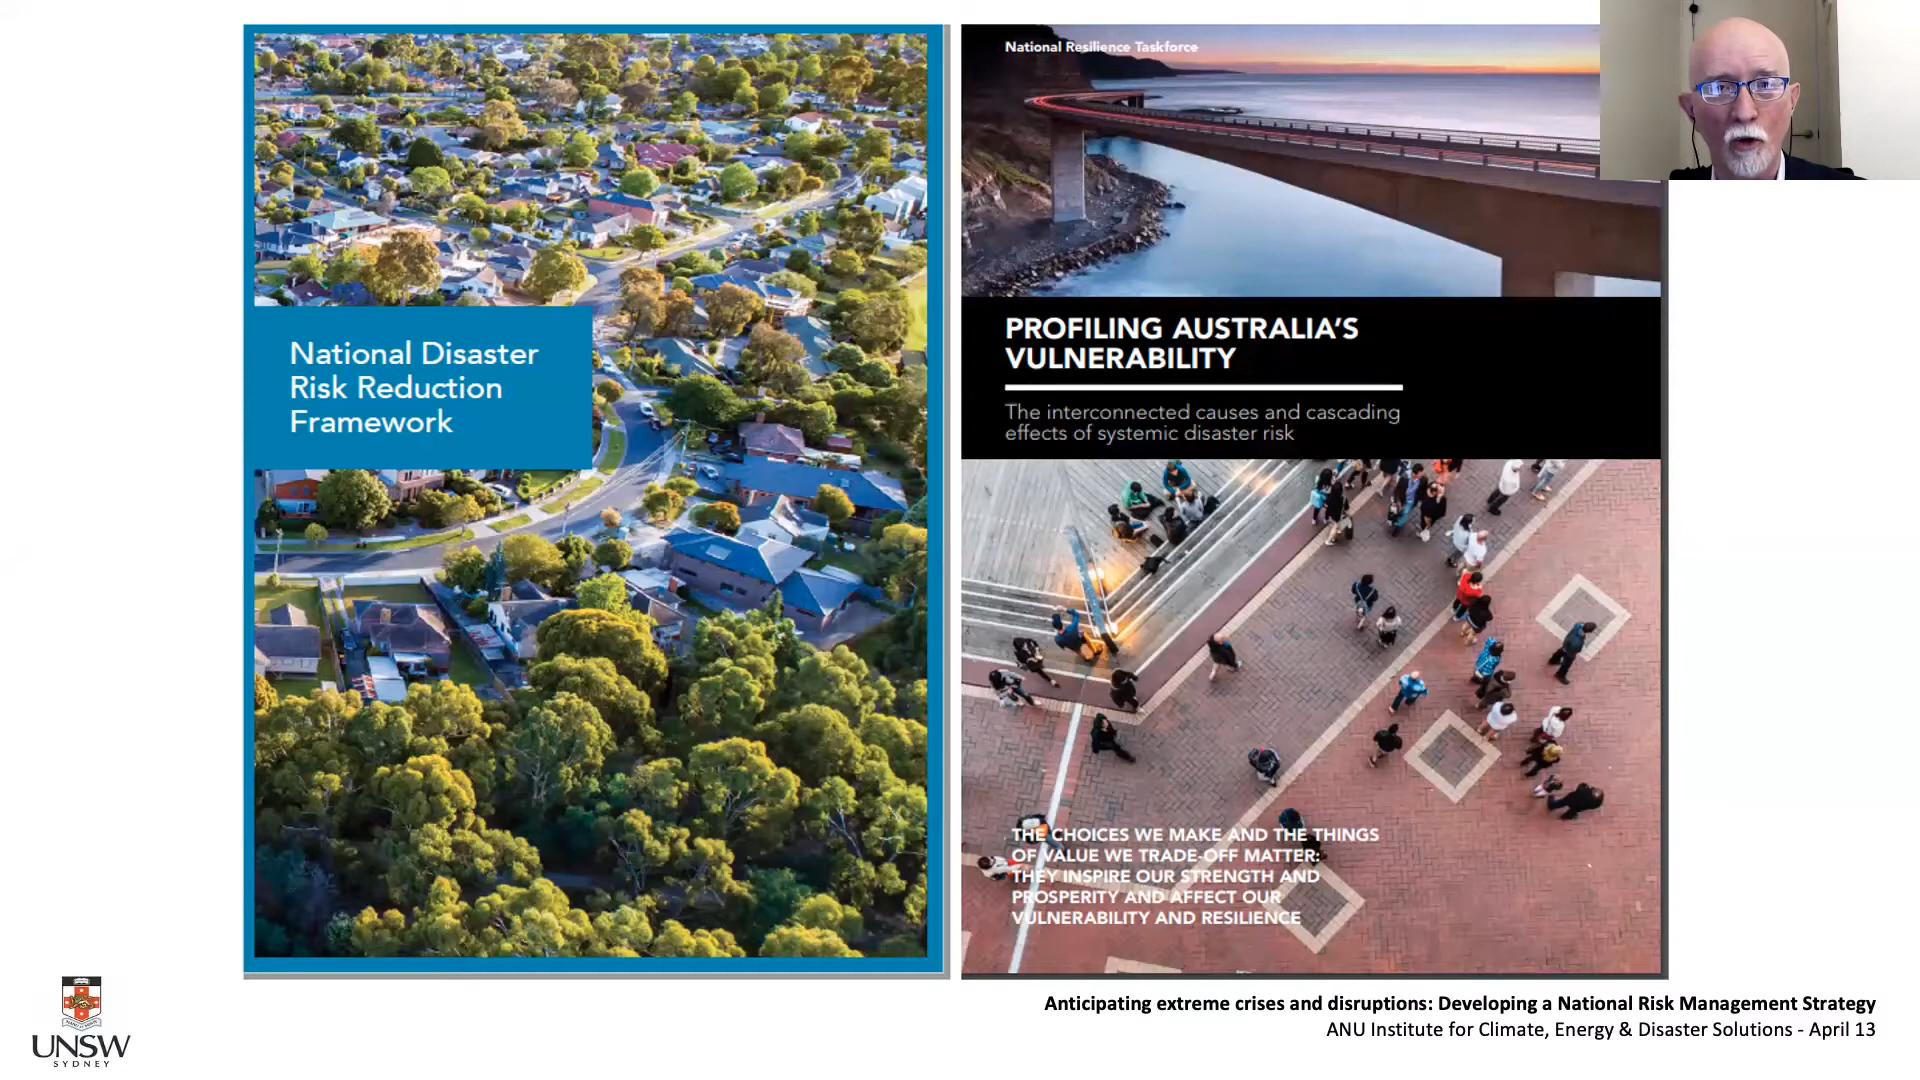 National Disaster
Risk Reduction
Framework
National Resilience Taskforce
PROFILING AUSTRALIA'S
VULNERABILITY
The interconnected causes and cascading
effects of systemic disaster risk
THE CHOICES WE MAKE AND THE THINGS
OF VALUE WE TRADE-OFF MATTER:
THEY INSPIRE OUR STRENGTH AND
PROSPERITY AND AFFECT OUR
VULNERABILITY AND RESILIENCE
Anticipating extreme crises and disruptions: Developing a National Risk Management Strategy
ANU Institute for Climate, Energy & Disaster Solutions - April 13
UNSW
SYDNEY